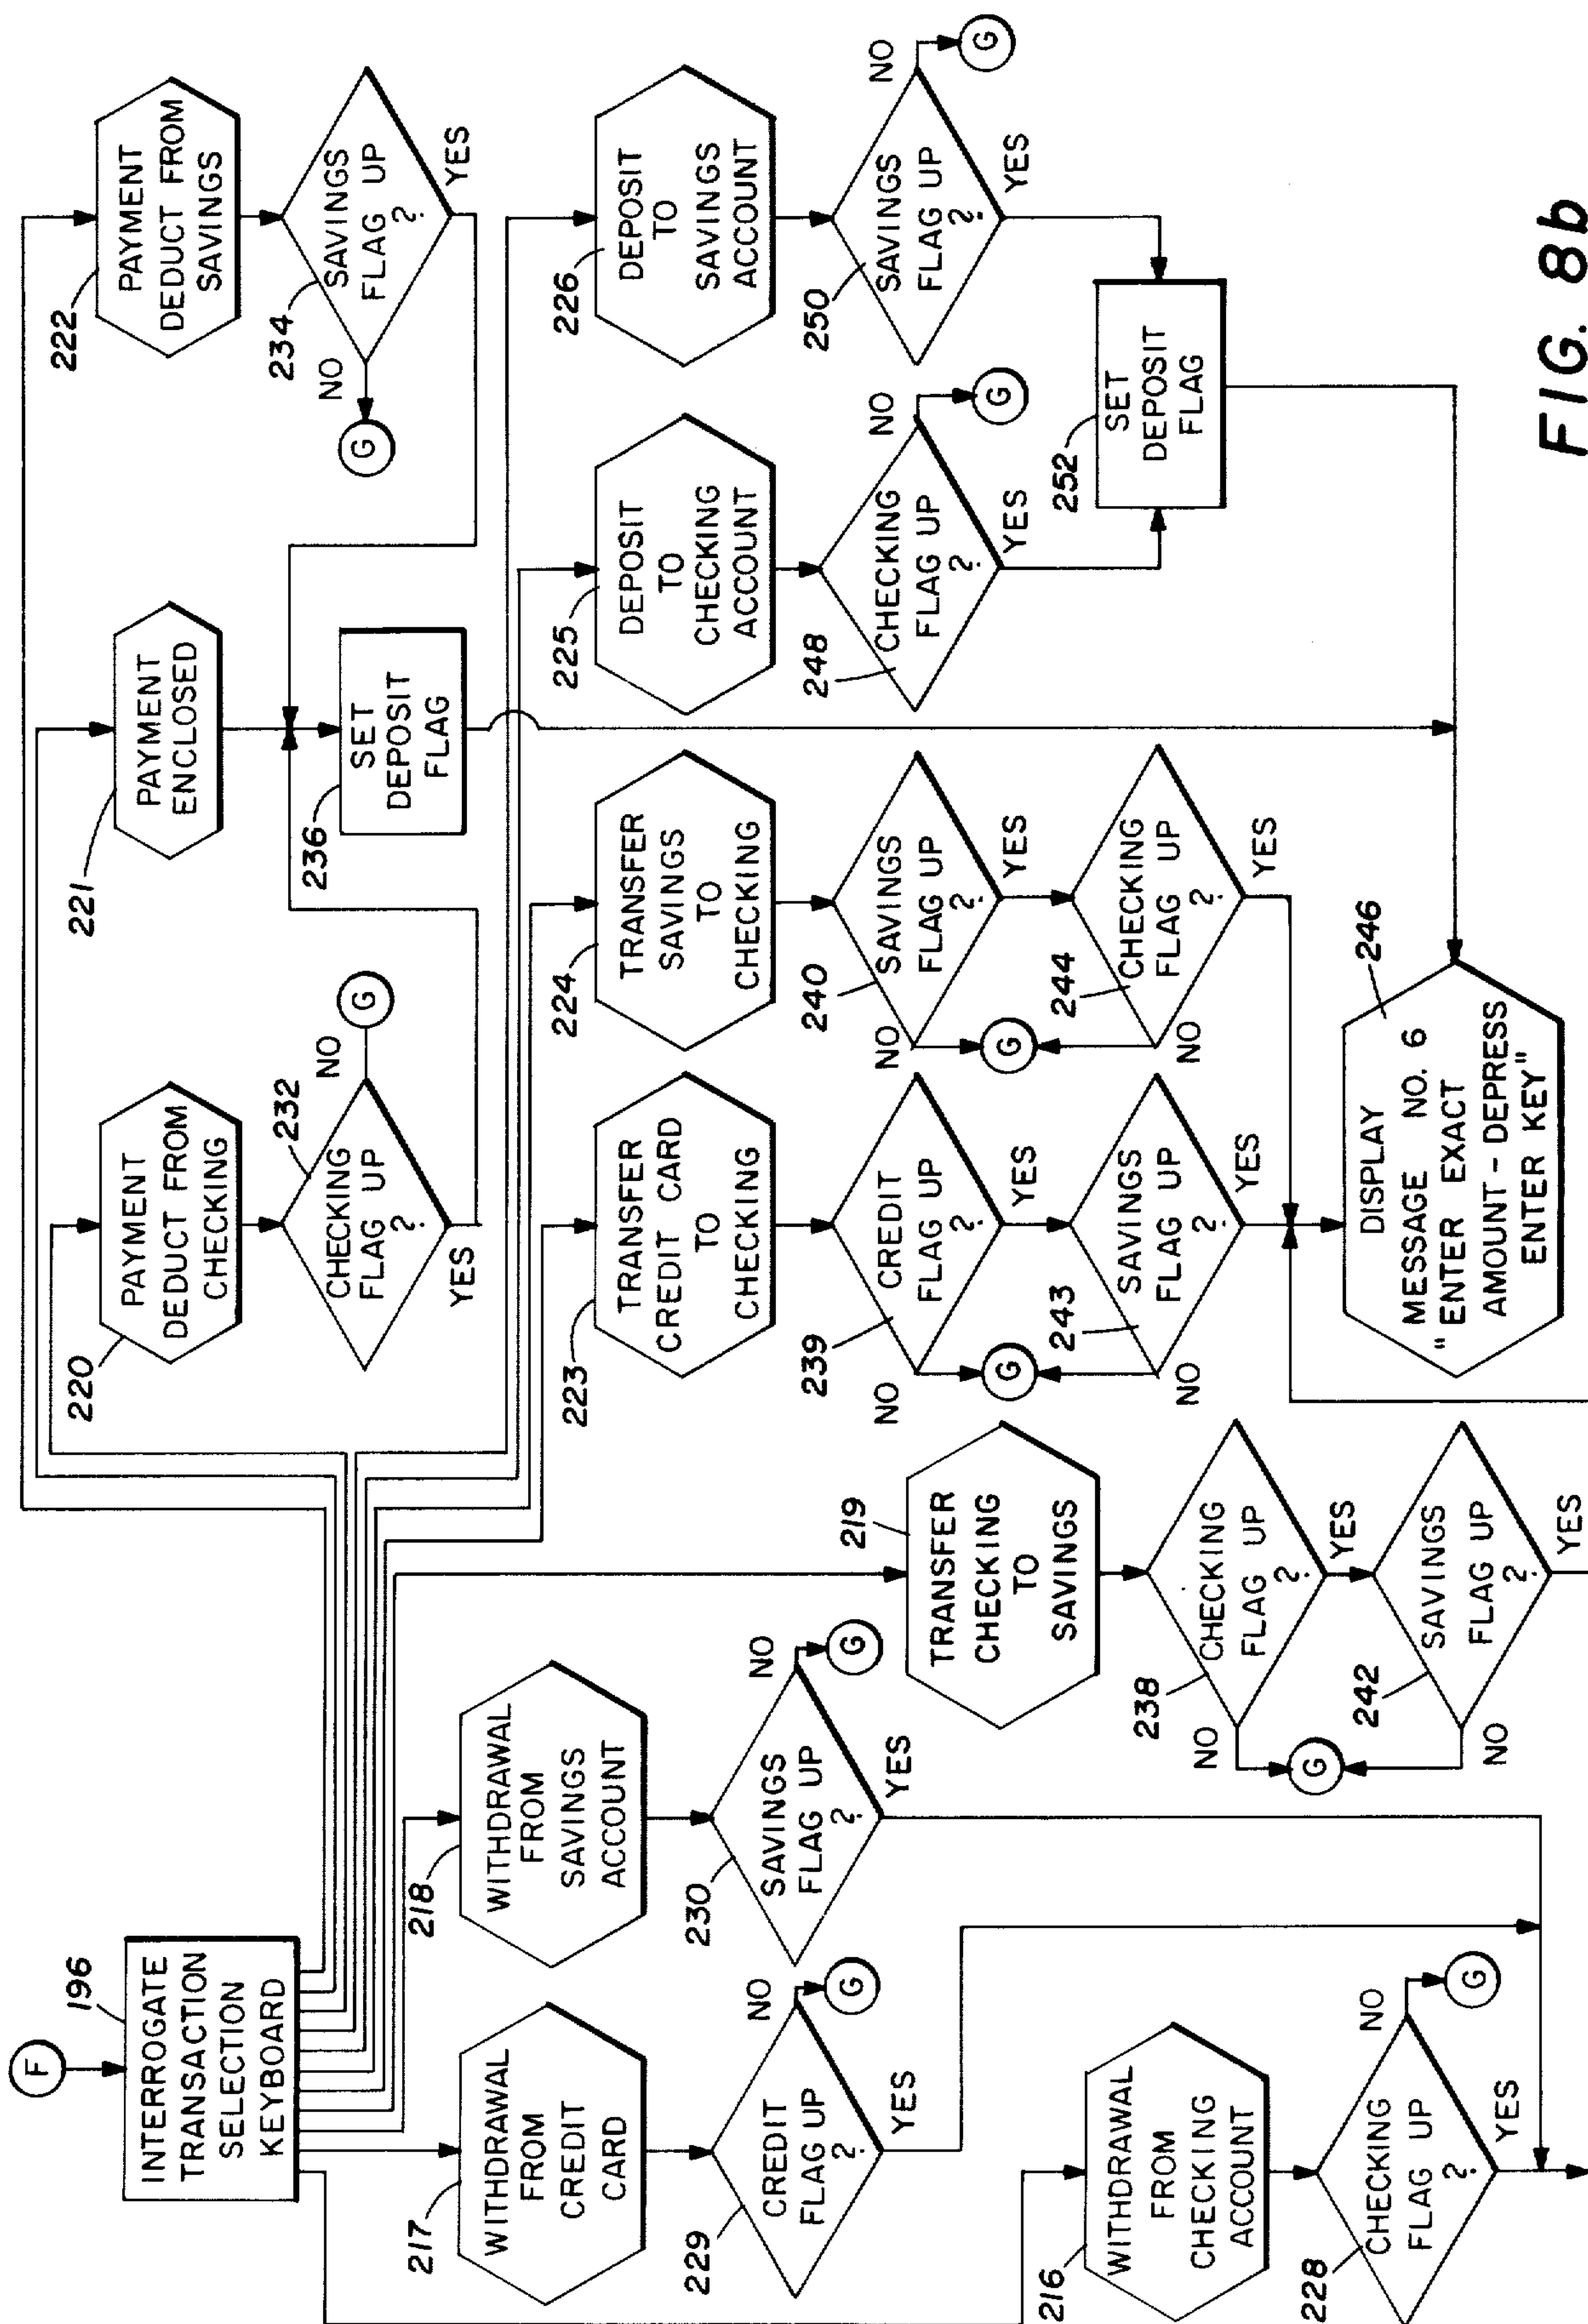 F
196
INTERROGATE
TRANSACTION
SELECTION
KEYBOARD
217
WITHDRAWAL
FROM
CREDIT
CARD
229
CREDIT
FLAG UP
?
NO
G
YES
218
WITHDRAWAL
FROM
SAVINGS
ACCOUNT
230
SAVINGS
FLAG UP
?
NO
G
YES
216
WITHDRAWAL
FROM
CHECKING
ACCOUNT
228
CHECKING
FLAG UP
?
NO
G
YES
219
TRANSFER
CHECKING
TO
SAVINGS
238
CHECKING
FLAG UP
?
NO
YES
G
242
SAVINGS
FLAG UP
?
NO
YES
220
PAYMENT
DEDUCT FROM
CHECKING
232
CHECKING
FLAG UP
?
NO
G
YES
221
PAYMENT
ENCLOSED
236
SET
DEPOSIT
FLAG
222
PAYMENT
DEDUCT FROM
SAVINGS
234
SAVINGS
FLAG UP
?
NO
G
YES
223
TRANSFER
CREDIT CARD
TO
CHECKING
239
CREDIT
FLAG UP
?
NO
YES
G
243
SAVINGS
FLAG UP
?
NO
YES
224
TRANSFER
SAVINGS
TO
CHECKING
240
SAVINGS
FLAG UP
?
NO
YES
G
244
CHECKING
FLAG UP
?
NO
YES
225
DEPOSIT
TO
CHECKING
ACCOUNT
248
CHECKING
FLAG UP
?
NO
G
YES
226
DEPOSIT
TO
SAVINGS
ACCOUNT
250
SAVINGS
FLAG UP
?
NO
G
YES
252
SET
DEPOSIT
FLAG
246
DISPLAY
MESSAGE NO. 6
"ENTER EXACT
AMOUNT - DEPRESS
ENTER KEY"
FIG. 8b